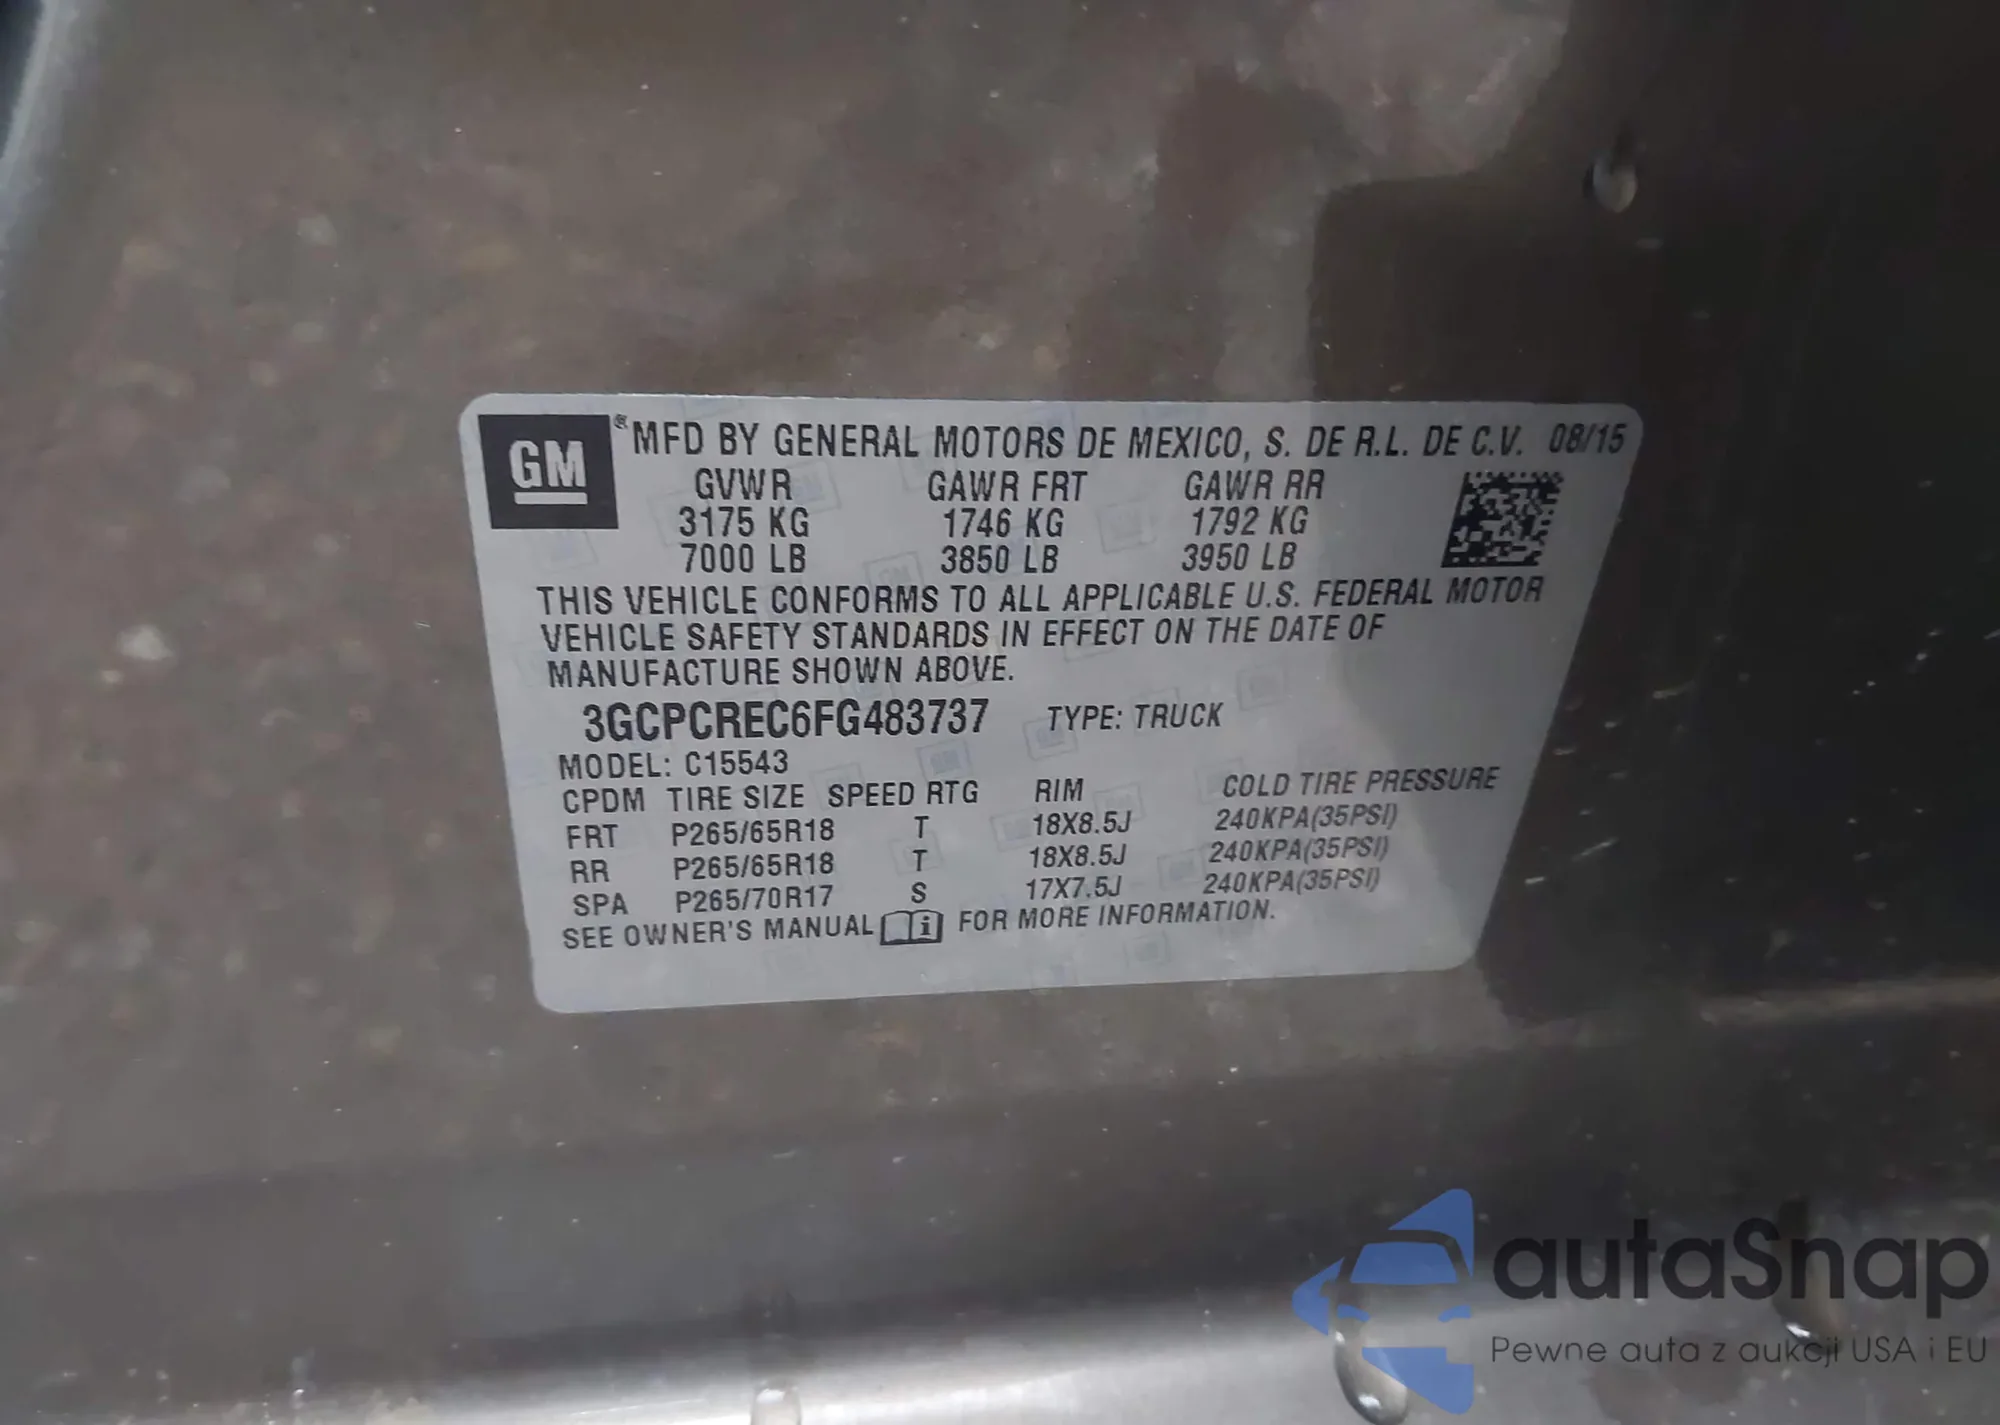 GM
® MFD BY GENERAL MOTORS DE MEXICO, S. DE R.L. DE C.V. 08/15
GVWR GAWR FRT GAWR RR
3175 KG 1746 KG 1792 KG
7000 LB 3850 LB 3950 LB
THIS VEHICLE CONFORMS TO ALL APPLICABLE U.S. FEDERAL MOTOR
VEHICLE SAFETY STANDARDS IN EFFECT ON THE DATE OF
MANUFACTURE SHOWN ABOVE.
3GCPCREC6FG483737 TYPE: TRUCK
MODEL: C15543
CPDM TIRE SIZE SPEED RTG RIM COLD TIRE PRESSURE
FRT P265/65R18 T 18X8.5J 240KPA(35PSI)
RR P265/65R18 T 18X8.5J 240KPA(35PSI)
SPA P265/70R17 S 17X7.5J 240KPA(35PSI)
SEE OWNER'S MANUAL i FOR MORE INFORMATION.
autaSnap
Pewne auta z aukcji USA i EU